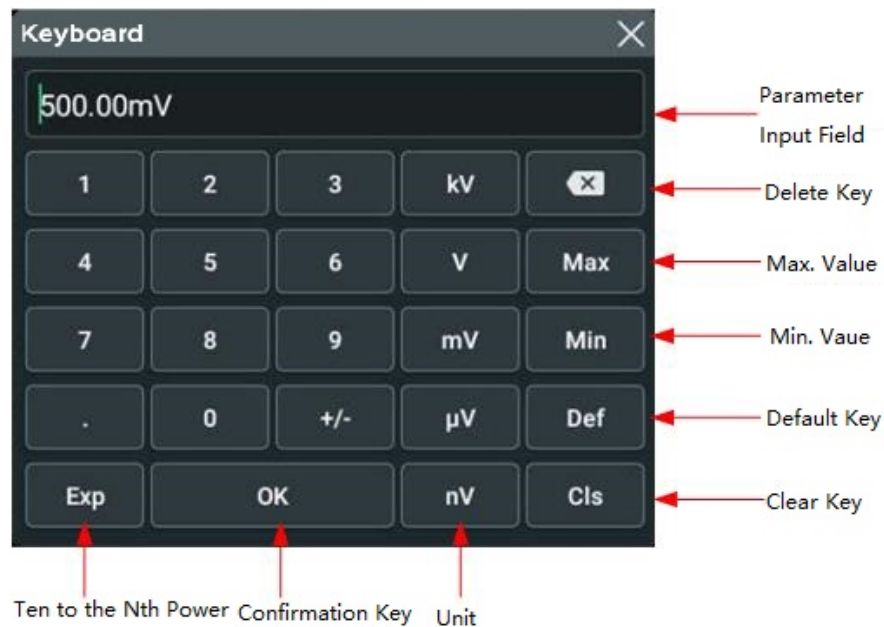 Keyboard
500.00mV
Parameter
Input Field
1 2 3 kV
Delete Key
4 5 6 V Max
Max. Value
7 8 9 mV Min
Min. Vaue
. 0 +/- µV Def
Default Key
Exp OK nV Cls
Clear Key
Ten to the Nth Power Confirmation Key Unit